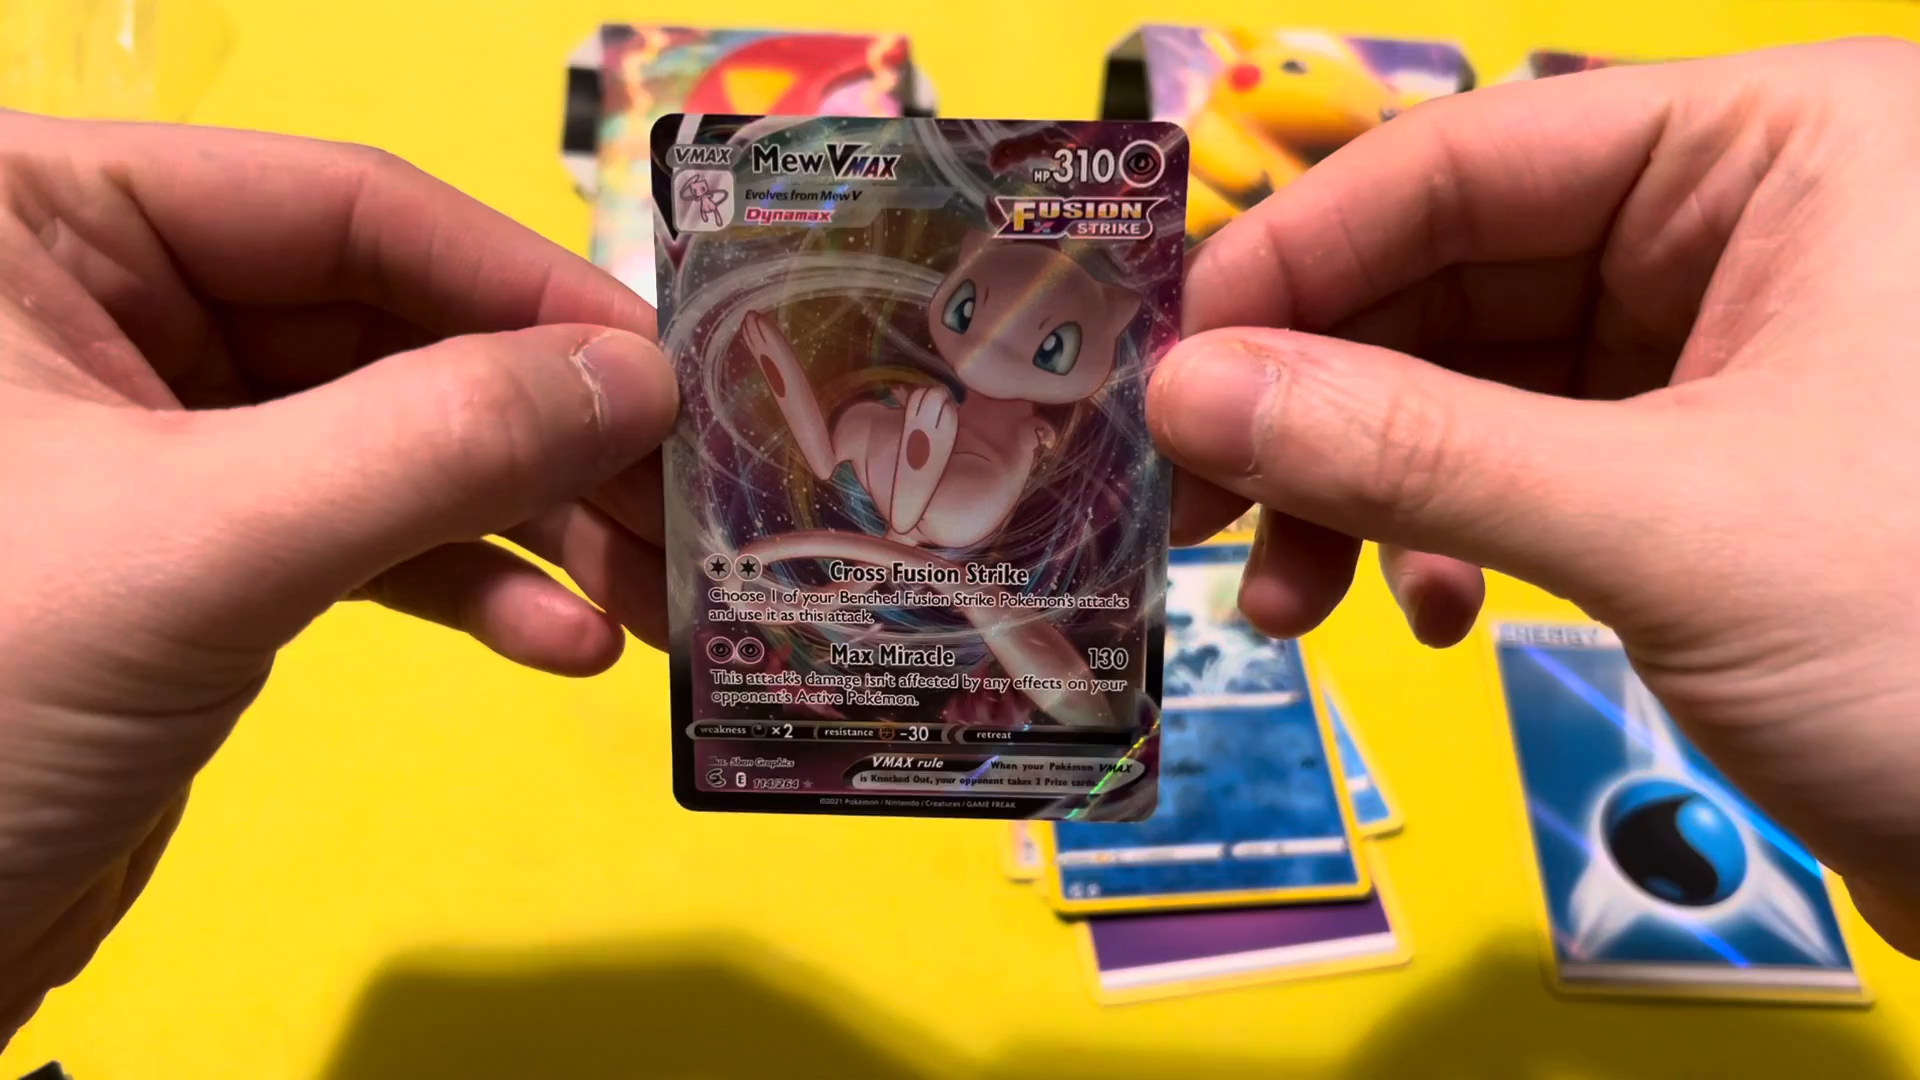 VMAX Mew VMAX HP 310
Evolves from Mew V
Dynamax
FUSION
STRIKE
Cross Fusion Strike
Choose 1 of your Benched Fusion Strike Pokémon's attacks
and use it as this attack.
Max Miracle 130
This attack's damage isn't affected by any effects on your
opponent's Active Pokémon.
weakness ×2 resistance -30 retreat
Illus. 5ban Graphics
VMAX rule When your Pokémon VMAX
is Knocked Out, your opponent takes 3 Prize cards.
E 114/264
©2021 Pokémon / Nintendo / Creatures / GAME FREAK
ENERGY